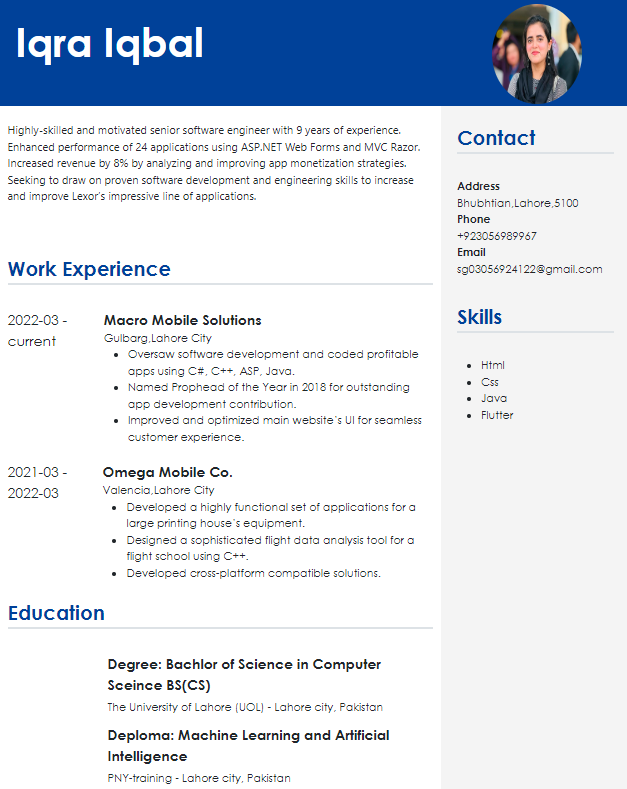 Iqra Iqbal
Highly-skilled and motivated senior software engineer with 9 years of experience.
Enhanced performance of 24 applications using ASP.NET Web Forms and MVC Razor.
Increased revenue by 8% by analyzing and improving app monetization strategies.
Seeking to draw on proven software development and engineering skills to increase
and improve Lexor's impressive line of applications.
Work Experience
2022-03 -
current
Macro Mobile Solutions
Gulbarg,Lahore City
• Oversaw software development and coded profitable
apps using C#, C++, ASP, Java.
• Named Prophead of the Year in 2018 for outstanding
app development contribution.
• Improved and optimized main website´s UI for seamless
customer experience.
2021-03 -
2022-03
Omega Mobile Co.
Valencia,Lahore City
• Developed a highly functional set of applications for a
large printing house´s equipment.
• Designed a sophisticated flight data analysis tool for a
flight school using C++.
• Developed cross-platform compatible solutions.
Education
Degree: Bachlor of Science in Computer
Sceince BS(CS)
The University of Lahore (UOL) - Lahore city, Pakistan
Deploma: Machine Learning and Artificial
Intelligence
PNY-training - Lahore city, Pakistan
Contact
Address
Bhubhtian,Lahore,5100
Phone
+923056989967
Email
sg03056924122@gmail.com
Skills
• Html
• Css
• Java
• Flutter